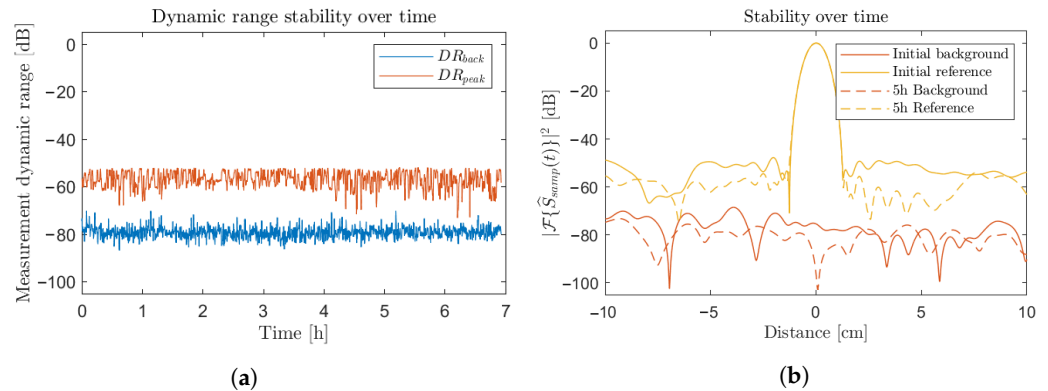 Dynamic range stability over time
Measurement dynamic range [dB]
0
−20
−40
−60
−80
−100
DR_back
DR_peak
0 1 2 3 4 5 6 7
Time [h]
(a)
Stability over time
|ℱ{Ŝ_samp(t)}|² [dB]
0
−20
−40
−60
−80
−100
Initial background
Initial reference
5h Background
5h Reference
−10 −5 0 5 10
Distance [cm]
(b)